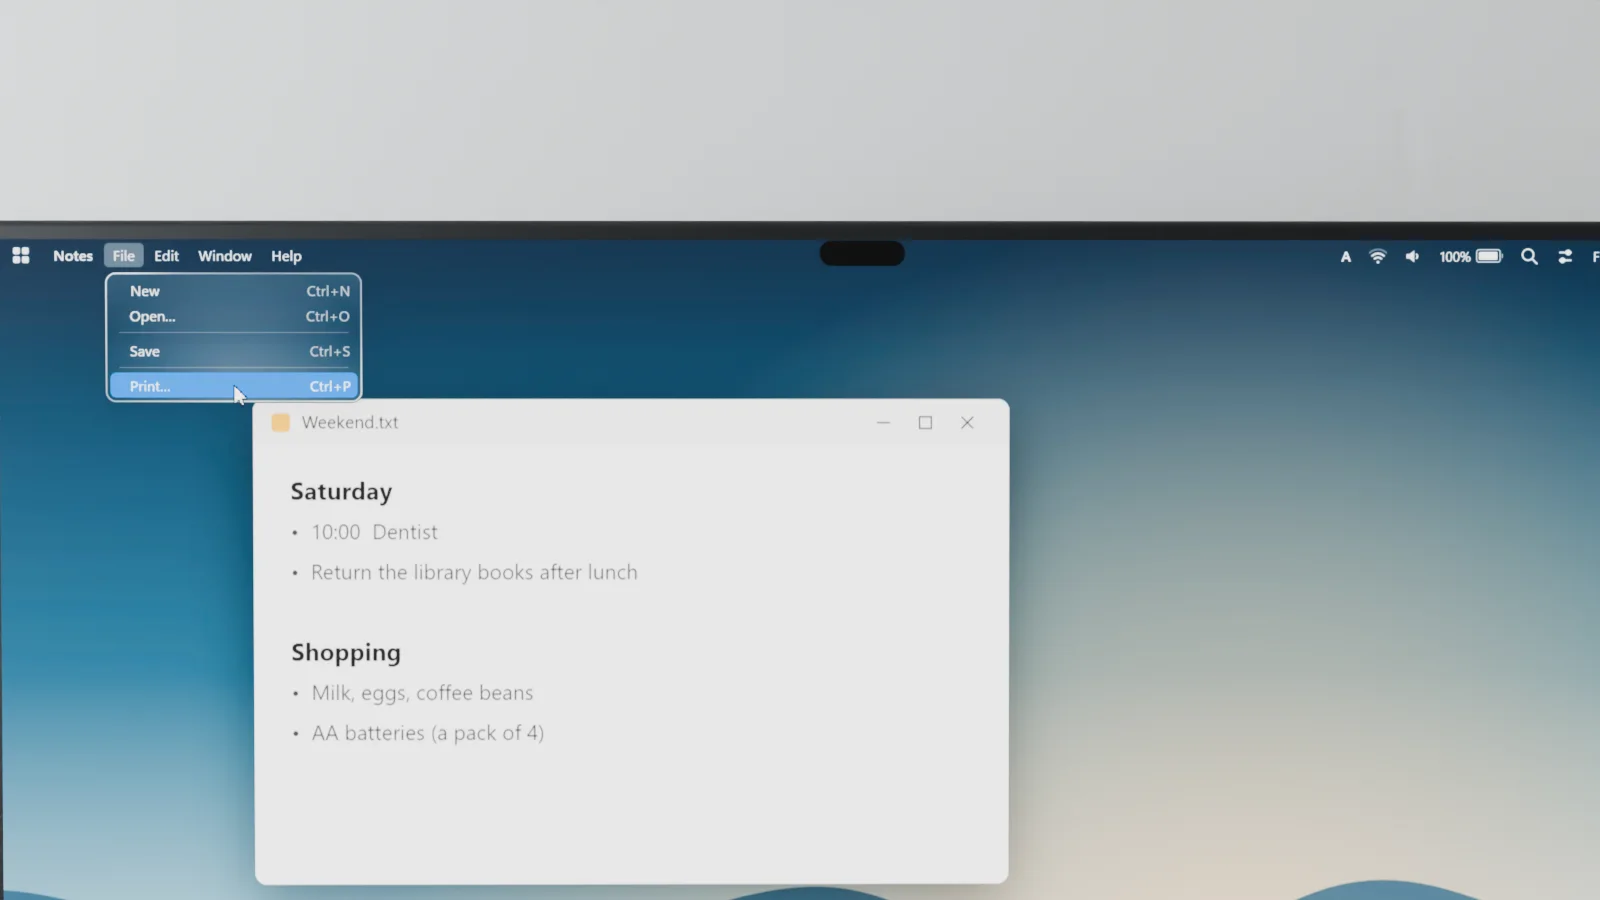 Notes File Edit Window Help A 100% F
New Ctrl+N
Open... Ctrl+O
Save Ctrl+S
Print... Ctrl+P
Weekend.txt
Saturday
• 10:00 Dentist
• Return the library books after lunch
Shopping
• Milk, eggs, coffee beans
• AA batteries (a pack of 4)